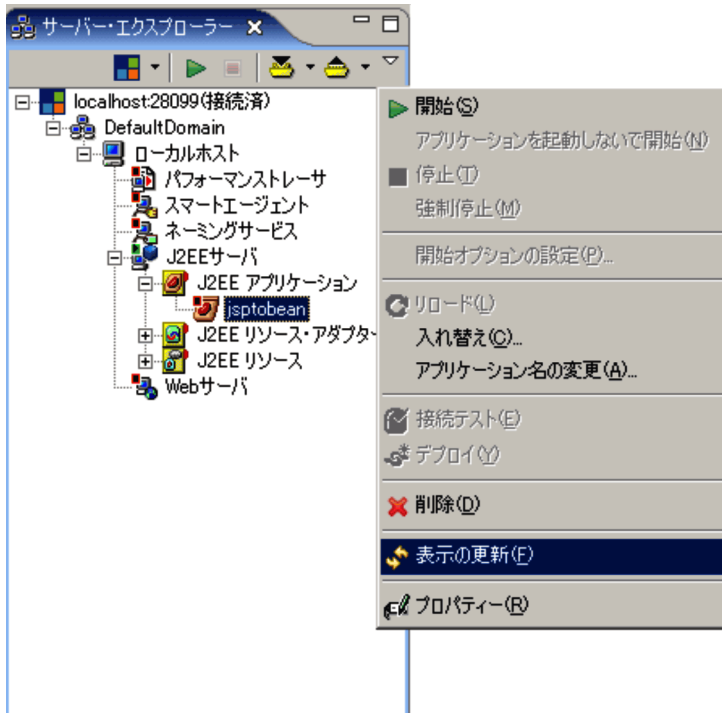 サーバー・エクスプローラー
localhost:28099(接続済)
DefaultDomain
ローカルホスト
パフォーマンストレーサ
スマートエージェント
ネーミングサービス
J2EEサーバ
J2EE アプリケーション
jsptobean
J2EE リソース・アダプター
J2EE リソース
Webサーバ
開始(S)
アプリケーションを起動しないで開始(N)
停止(T)
強制停止(M)
開始オプションの設定(P)...
リロード(L)
入れ替え(C)...
アプリケーション名の変更(A)...
接続テスト(E)
デプロイ(Y)
削除(D)
表示の更新(F)
プロパティー(R)